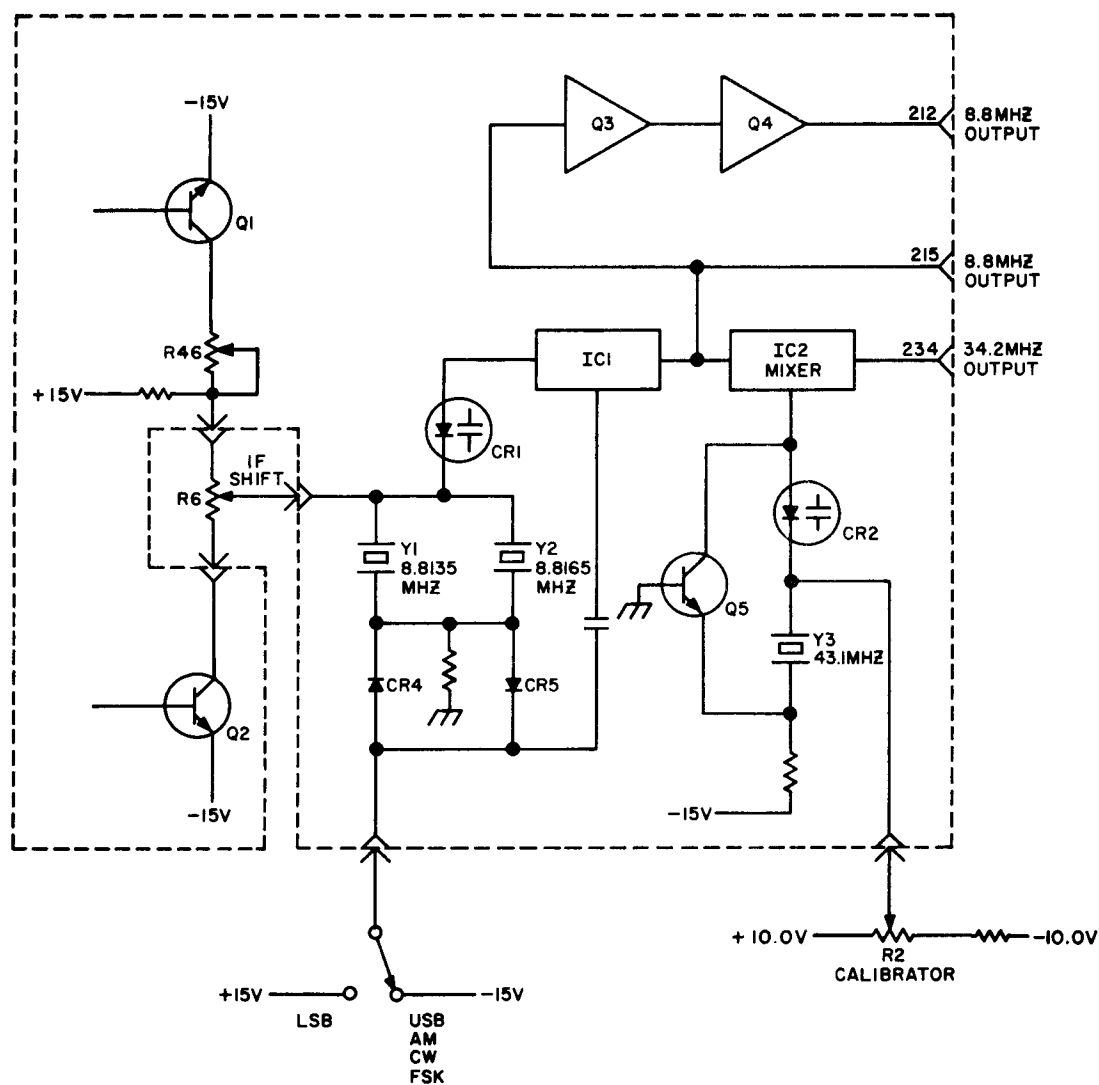 -15V
Q1
R46
+15V
IF
SHIFT
R6
Q2
-15V
Q3
Q4
212
8.8MHZ
OUTPUT
215
8.8MHZ
OUTPUT
IC1
IC2
MIXER
234
34.2MHZ
OUTPUT
CR1
CR2
Y1
8.8135
MHZ
Y2
8.8165
MHZ
Q5
Y3
43.1MHZ
CR4
CR5
-15V
+10.0V
-10.0V
R2
CALIBRATOR
+15V
-15V
LSB
USB
AM
CW
FSK